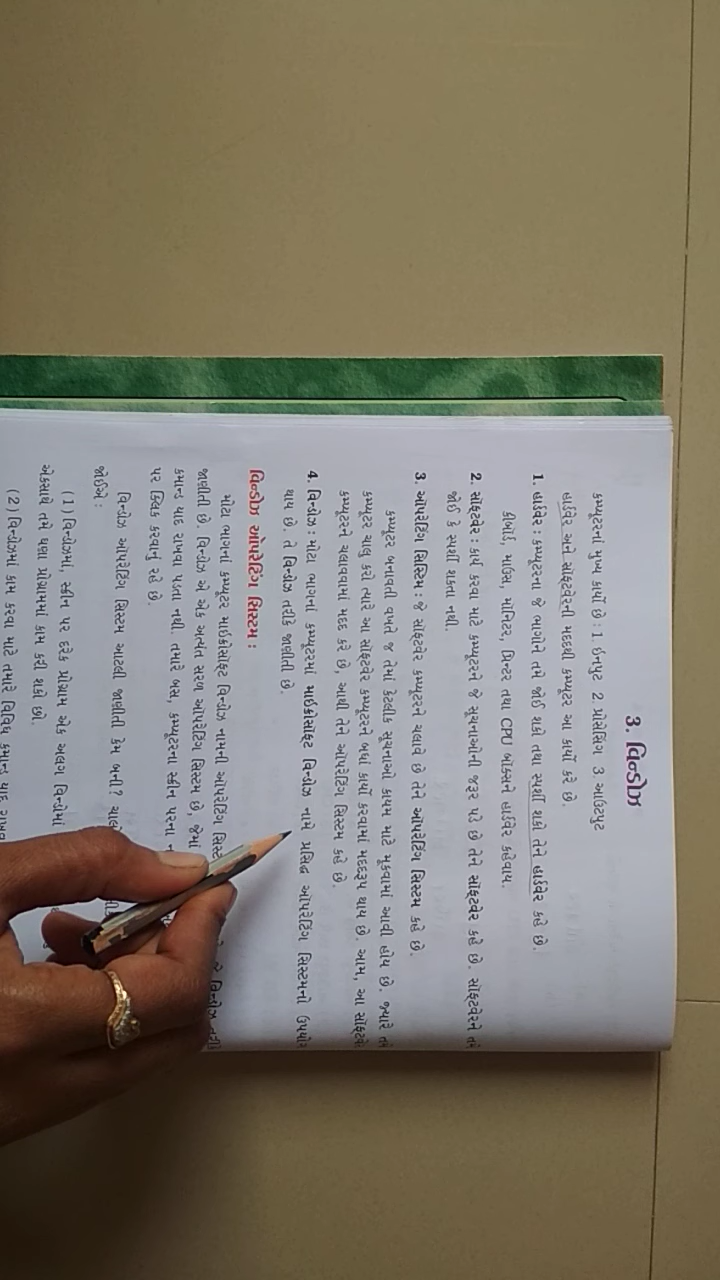 3. વિન્ડોઝ
કમ્પ્યુટરનાં મુખ્ય કાર્યો છે : 1. ઈનપુટ 2. પ્રોસેસિંગ 3. આઉટપુટ
હાર્ડવેર અને સૉફ્ટવેરની મદદથી કમ્પ્યુટર આ કાર્યો કરે છે.
1. હાર્ડવેર : કમ્પ્યુટરના જે ભાગોને તમે જોઈ શકો તથા સ્પર્શી શકો તેને હાર્ડવેર કહે છે.
કીબોર્ડ, માઉસ, મૉનિટર, પ્રિન્ટર તથા CPU બૉક્સને હાર્ડવેર કહેવાય.
2. સૉફ્ટવેર : કાર્ય કરવા માટે કમ્પ્યુટરને જે સૂચનાઓની જરૂર પડે છે તેને સૉફ્ટવેર કહે છે. સૉફ્ટવેરને તમે
જોઈ કે સ્પર્શી શકતા નથી.
3. ઑપરેટિંગ સિસ્ટિમ : જે સૉફ્ટવેર કમ્પ્યુટરને ચલાવે છે તેને ઑપરેટિંગ સિસ્ટમ કહે છે.
કમ્પ્યુટર બનાવતી વખતે જ તેમાં કેટલીક સૂચનાઓ કાયમ માટે મૂકવામાં આવી હોય છે. જ્યારે તમે
કમ્પ્યુટર ચાલુ કરો ત્યારે આ સૉફ્ટવેર કમ્પ્યુટરને બધાં કાર્યો કરવામાં મદદરૂપ થાય છે. આમ, આ સૉફ્ટવેર
કમ્પ્યુટરને ચલાવવામાં મદદ કરે છે, આથી તેને ઑપરેટિંગ સિસ્ટમ કહે છે.
4. વિન્ડોઝ : મોટા ભાગનાં કમ્પ્યુટરમાં માઈક્રોસૉફ્ટ વિન્ડોઝ નામે પ્રસિદ્ધ ઑપરેટિંગ સિસ્ટમનો ઉપયોગ
થાય છે. તે વિન્ડોઝ તરીકે જાણીતી છે.
વિન્ડોઝ ઑપરેટિંગ સિસ્ટમ :
મોટા ભાગનાં કમ્પ્યુટર માઈક્રોસૉફ્ટ વિન્ડોઝ નામની ઑપરેટિંગ જે વિન્ડોઝ તરીકે
જાણીતી છે. વિન્ડોઝ એ એક અત્યંત સરળ ઑપરેટિંગ સિસ્ટમ છે, જેમાં
કમાન્ડ યાદ રાખવા પડતા નથી. તમારે બસ, કમ્પ્યુટરના સ્ક્રીન પરના
પર ક્લિક કરવાનું રહે છે.
વિન્ડોઝ ઑપરેટિંગ સિસ્ટમ આટલી જાણીતી કેમ બની? ચાલો
જોઈએ :
(1) વિન્ડોઝમાં, સ્ક્રીન પર દરેક પ્રોગ્રામ એક અલગ વિન્ડોમાં
એકસાથે તમે ઘણા પ્રોગ્રામમાં કામ કરી શકો છો.
(2) વિન્ડોઝમાં કામ કરવા માટે તમારે વિવિધ કમાન્ડ યાદ રાખવા